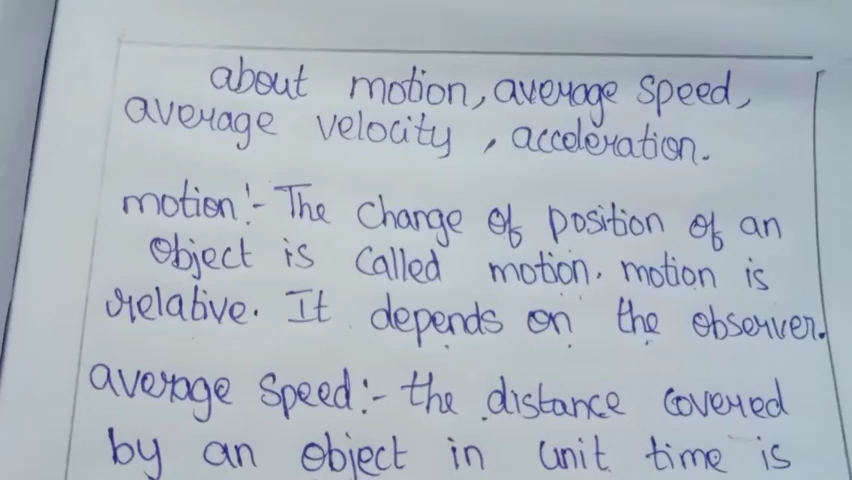 about motion, average speed,
average velocity, acceleration.
motion:- The change of position of an
object is called motion. motion is
relative. It depends on the observer.
average speed:- the distance covered
by an object in unit time is